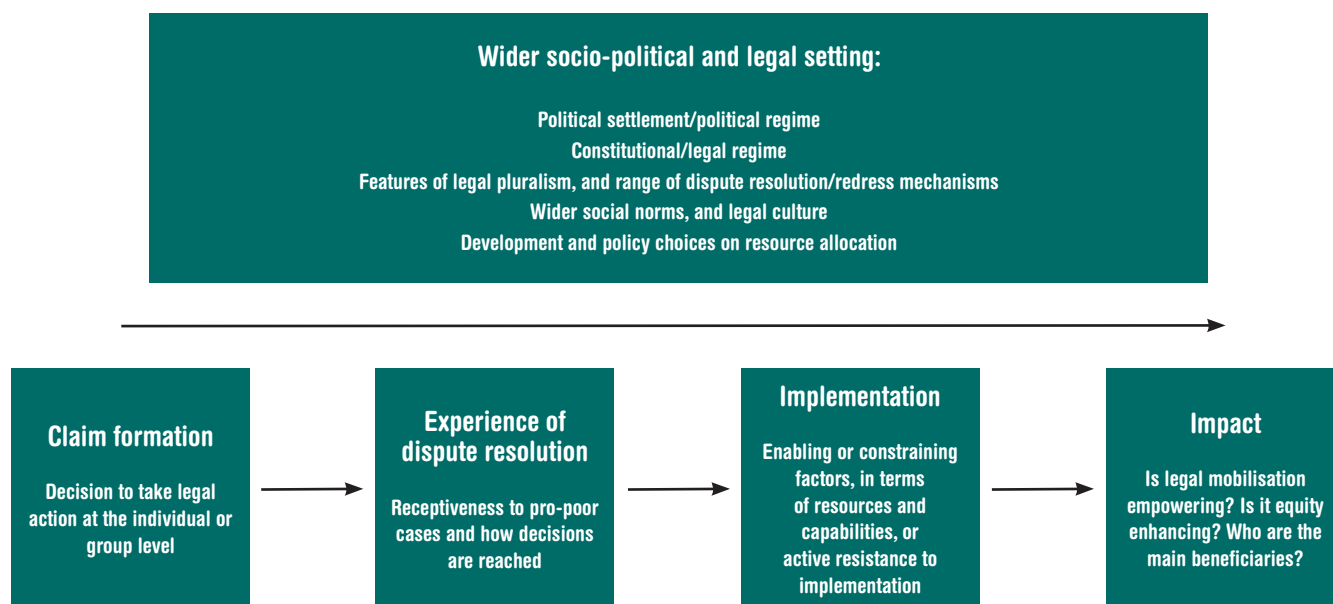 Wider socio-political and legal setting:
Political settlement/political regime
Constitutional/legal regime
Features of legal pluralism, and range of dispute resolution/redress mechanisms
Wider social norms, and legal culture
Development and policy choices on resource allocation
Claim formation
Decision to take legal
action at the individual or
group level
Experience of
dispute resolution
Receptiveness to pro-poor
cases and how decisions
are reached
Implementation
Enabling or constraining
factors, in terms
of resources and
capabilities, or
active resistance to
implementation
Impact
Is legal mobilisation
empowering? Is it equity
enhancing? Who are the
main beneficiaries?